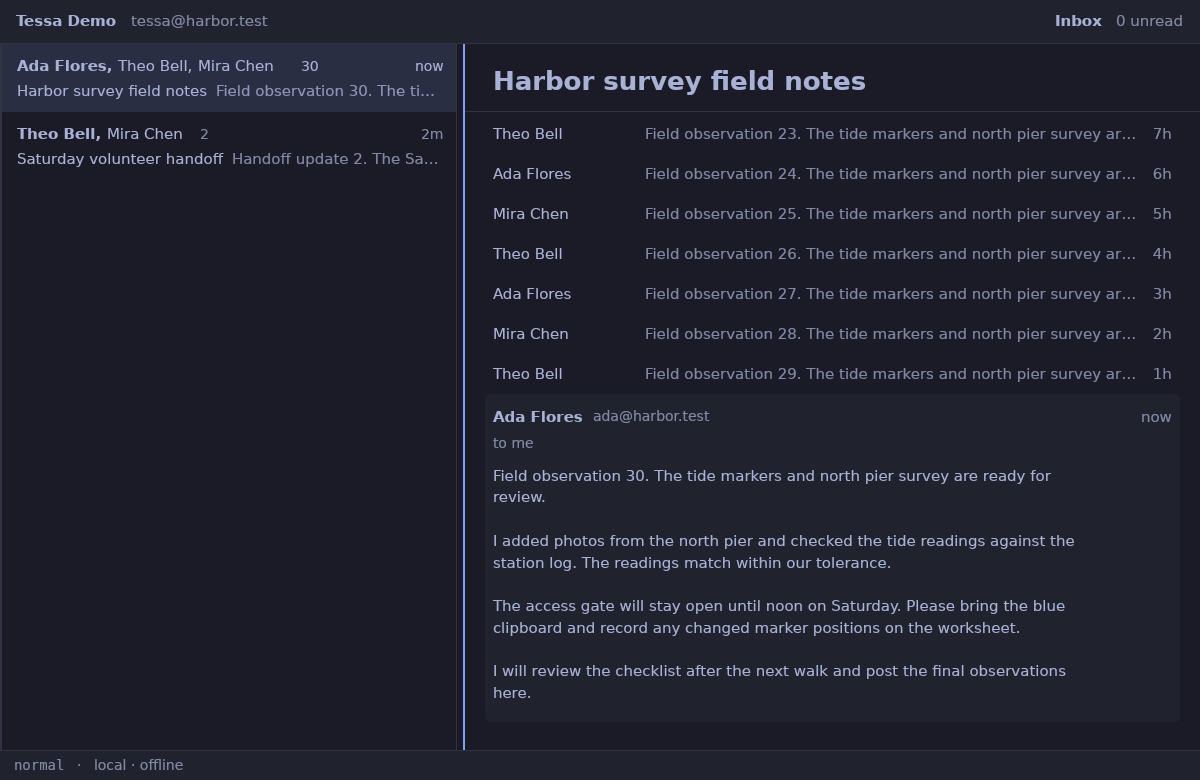 Tessa Demo tessa@harbor.test Inbox 0 unread
Ada Flores, Theo Bell, Mira Chen 30 now
Harbor survey field notes Field observation 30. The ti…
Theo Bell, Mira Chen 2 2m
Saturday volunteer handoff Handoff update 2. The Sa…
Harbor survey field notes
Theo Bell Field observation 23. The tide markers and north pier survey ar… 7h
Ada Flores Field observation 24. The tide markers and north pier survey ar… 6h
Mira Chen Field observation 25. The tide markers and north pier survey ar… 5h
Theo Bell Field observation 26. The tide markers and north pier survey ar… 4h
Ada Flores Field observation 27. The tide markers and north pier survey ar… 3h
Mira Chen Field observation 28. The tide markers and north pier survey ar… 2h
Theo Bell Field observation 29. The tide markers and north pier survey ar… 1h
Ada Flores ada@harbor.test now
to me
Field observation 30. The tide markers and north pier survey are ready for
review.
I added photos from the north pier and checked the tide readings against the
station log. The readings match within our tolerance.
The access gate will stay open until noon on Saturday. Please bring the blue
clipboard and record any changed marker positions on the worksheet.
I will review the checklist after the next walk and post the final observations
here.
normal · local · offline